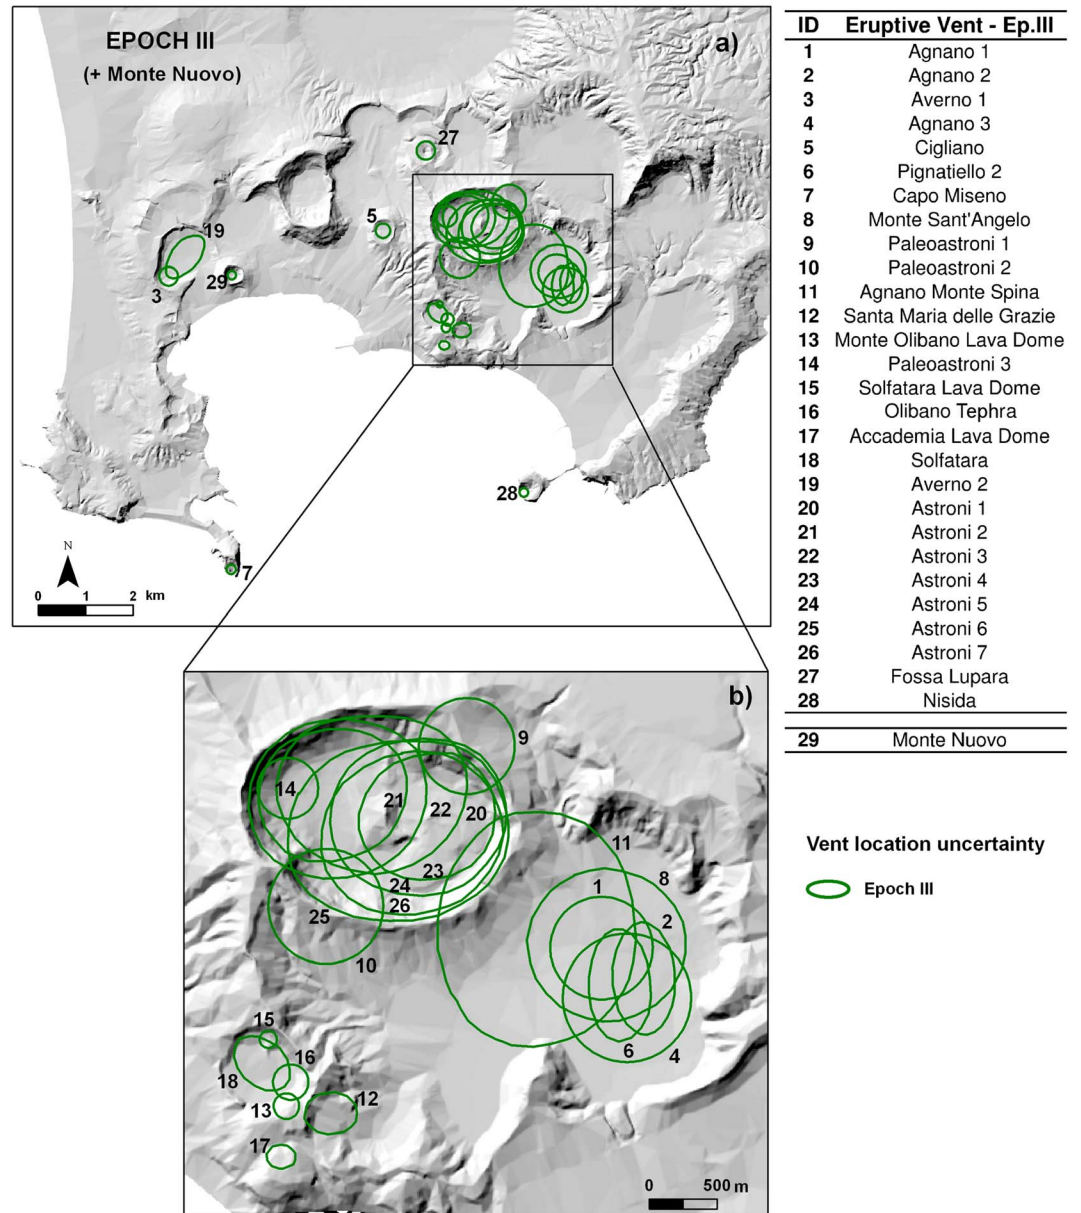 EPOCH III
(+ Monte Nuovo)
a)
27
19
5
29
3
28
7
N
0 1 2 km
ID Eruptive Vent - Ep.III
1 Agnano 1
2 Agnano 2
3 Averno 1
4 Agnano 3
5 Cigliano
6 Pignatiello 2
7 Capo Miseno
8 Monte Sant'Angelo
9 Paleoastroni 1
10 Paleoastroni 2
11 Agnano Monte Spina
12 Santa Maria delle Grazie
13 Monte Olibano Lava Dome
14 Paleoastroni 3
15 Solfatara Lava Dome
16 Olibano Tephra
17 Accademia Lava Dome
18 Solfatara
19 Averno 2
20 Astroni 1
21 Astroni 2
22 Astroni 3
23 Astroni 4
24 Astroni 5
25 Astroni 6
26 Astroni 7
27 Fossa Lupara
28 Nisida
29 Monte Nuovo
Vent location uncertainty
Epoch III
b)
9
14
21
22
20
11
23
24
8
1
26
25
2
10
15
16
6
4
18
12
13
17
0 500 m